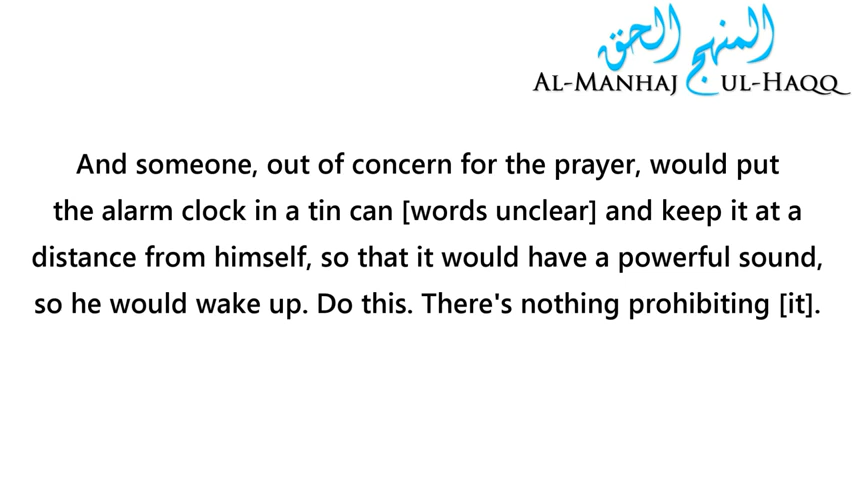 المنهج الحق
AL-MANHAJ UL-HAQQ
And someone, out of concern for the prayer, would put
the alarm clock in a tin can [words unclear] and keep it at a
distance from himself, so that it would have a powerful sound,
so he would wake up. Do this. There's nothing prohibiting [it].